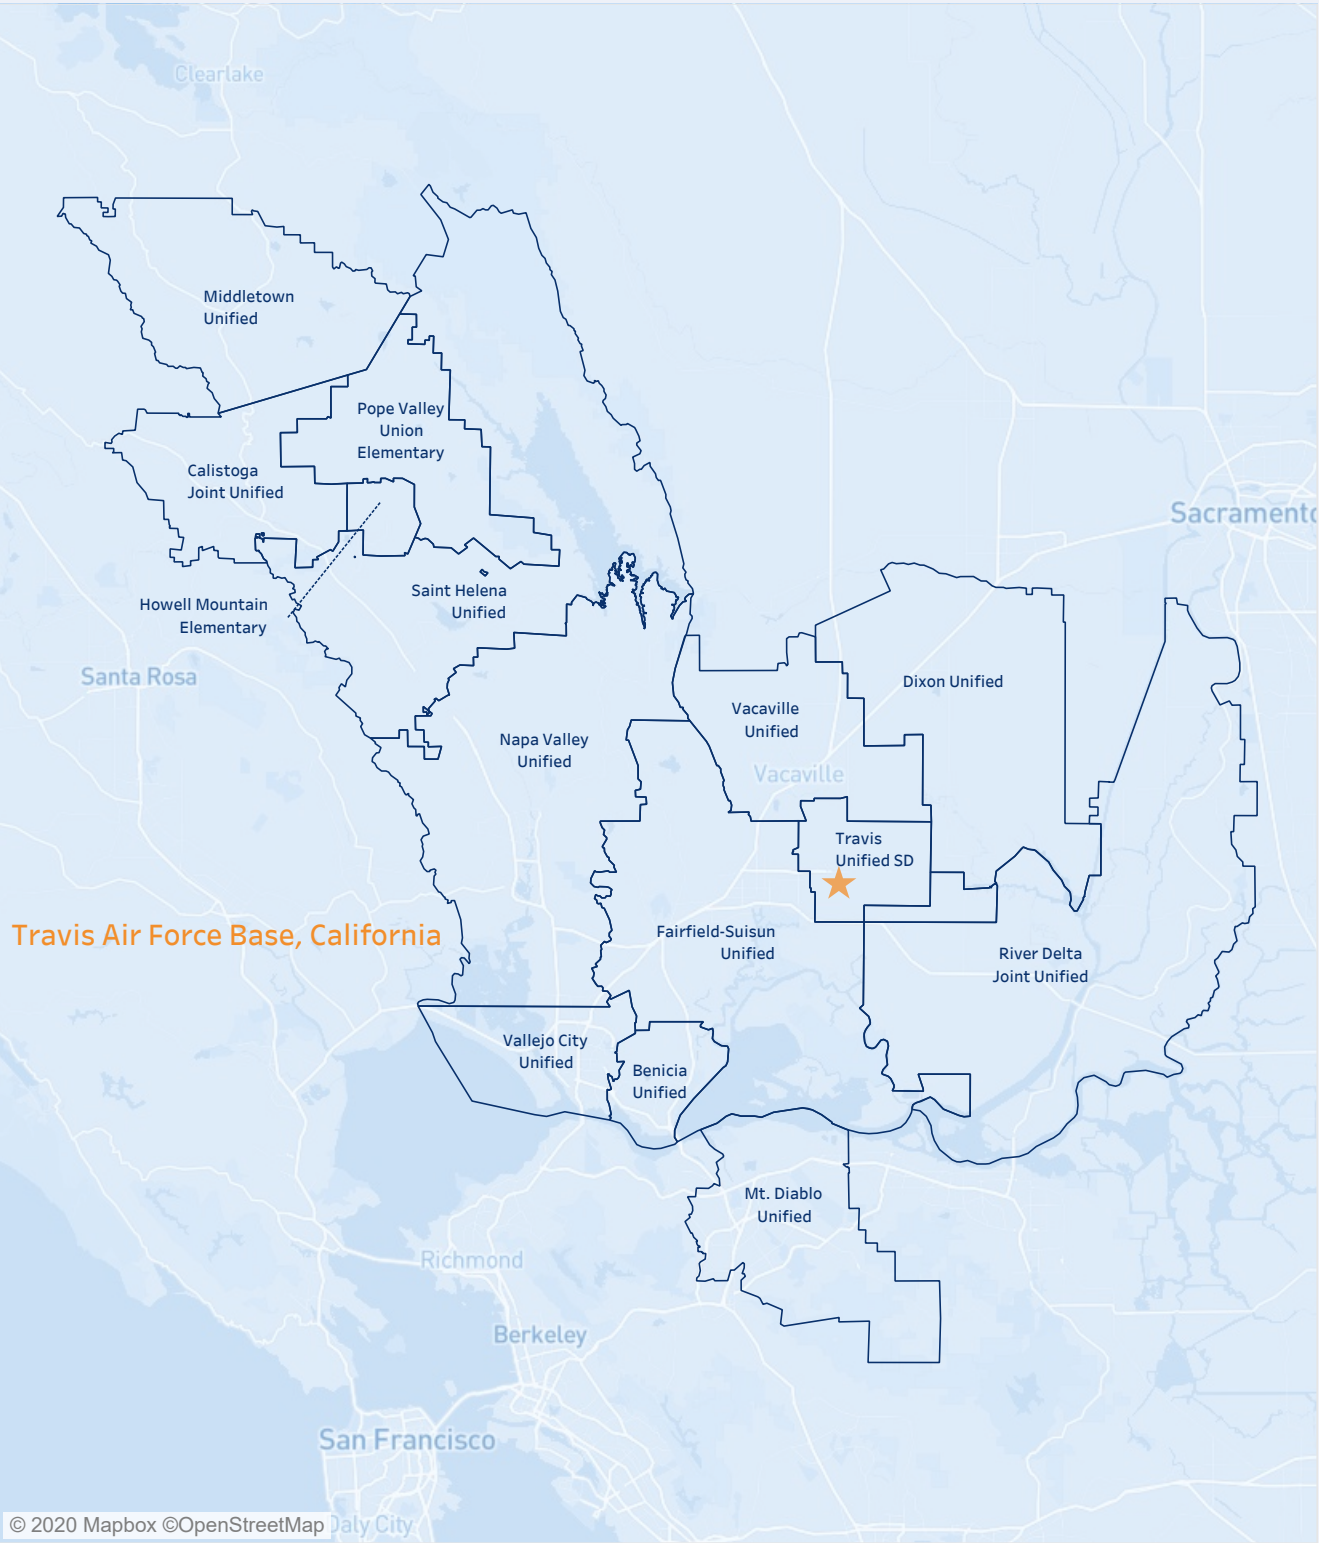 Clearlake
Middletown
Unified
Pope Valley
Union
Elementary
Calistoga
Joint Unified
Sacramento
Saint Helena
Unified
Howell Mountain
Elementary
Santa Rosa
Dixon Unified
Vacaville
Unified
Napa Valley
Unified
Vacaville
Travis
Unified SD
Travis Air Force Base, California
Fairfield-Suisun
Unified
River Delta
Joint Unified
Vallejo City
Unified
Benicia
Unified
Mt. Diablo
Unified
Richmond
Berkeley
San Francisco
Daly City
© 2020 Mapbox ©OpenStreetMap